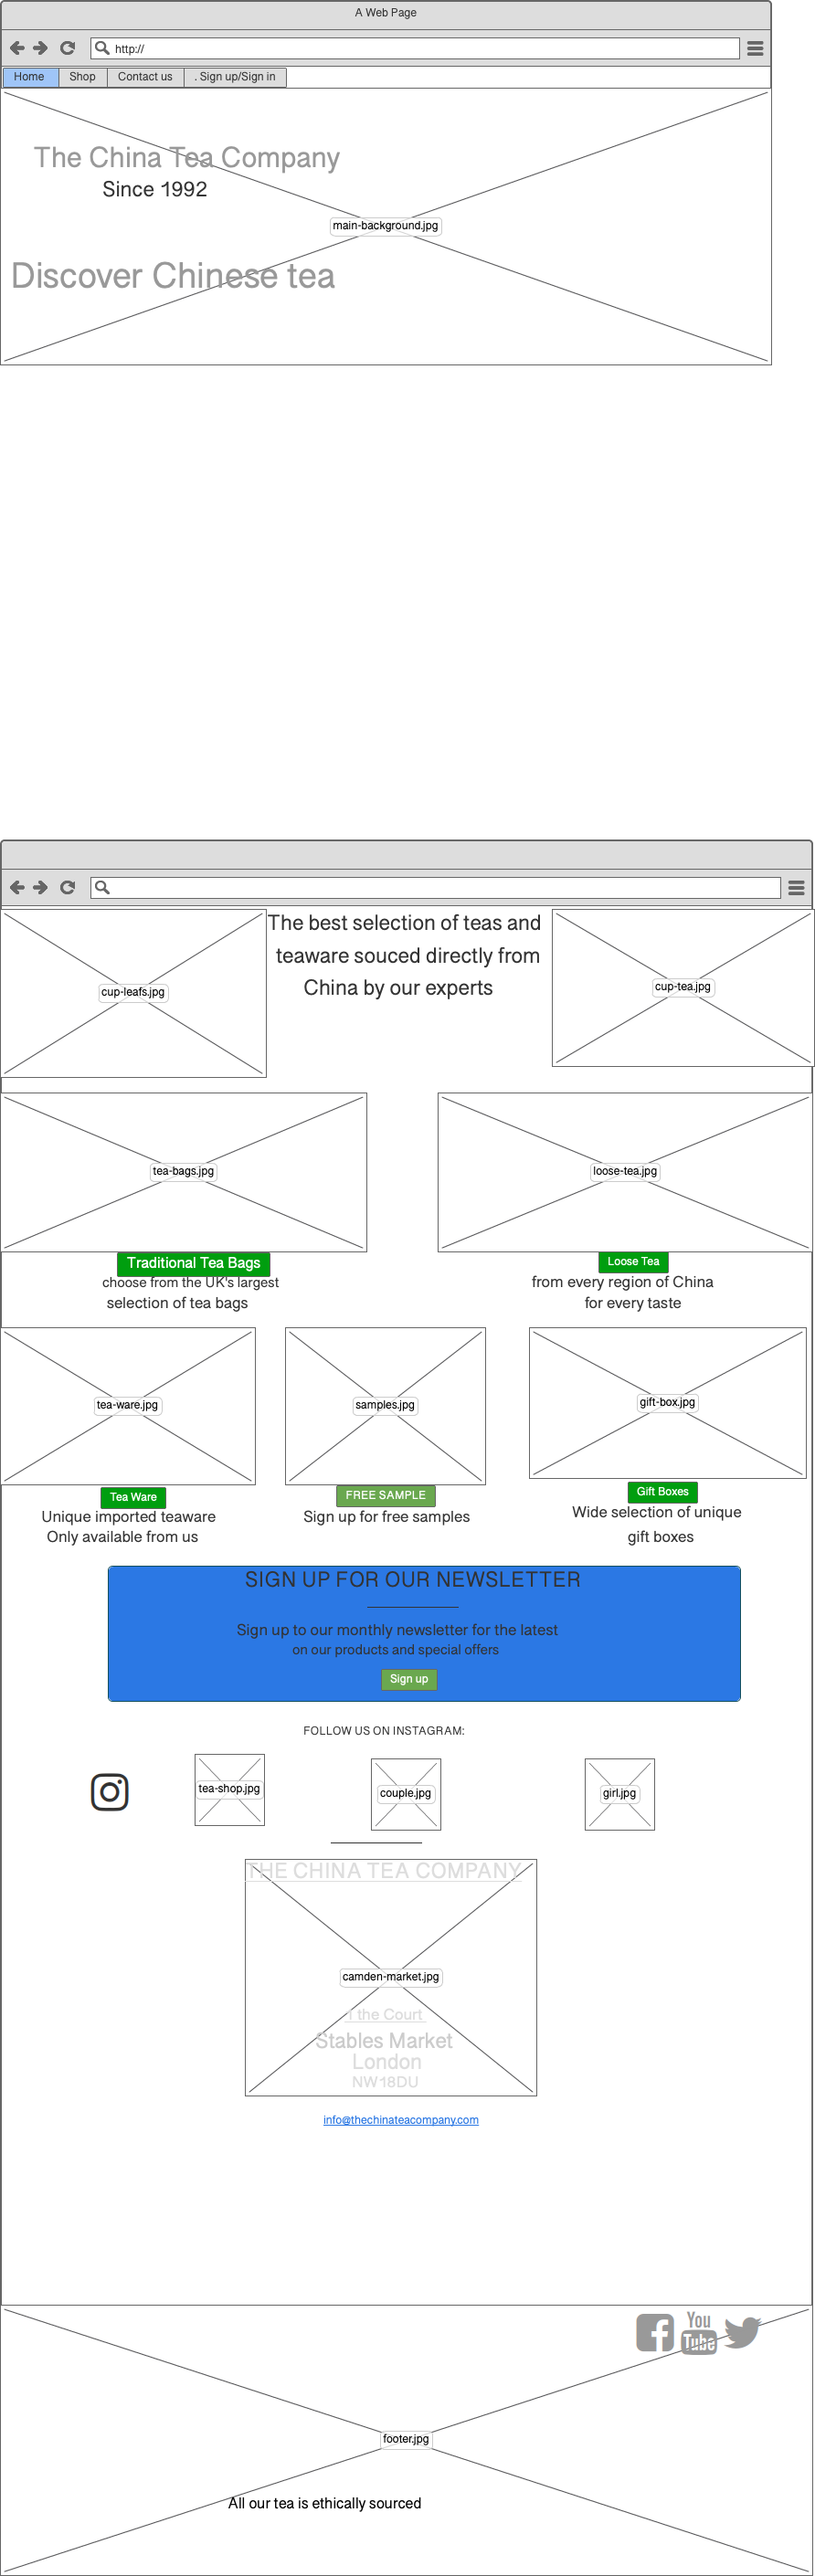 A Web Page
http://
Home
Shop
Contact us
. Sign up/Sign in
The China Tea Company
Since 1992
main-background.jpg
Discover Chinese tea
The best selection of teas and
teaware souced directly from
China by our experts
cup-leafs.jpg
cup-tea.jpg
tea-bags.jpg
loose-tea.jpg
Traditional Tea Bags
choose from the UK's largest
selection of tea bags
Loose Tea
from every region of China
for every taste
tea-ware.jpg
samples.jpg
gift-box.jpg
Tea Ware
Unique imported teaware
Only available from us
FREE SAMPLE
Sign up for free samples
Gift Boxes
Wide selection of unique
gift boxes
SIGN UP FOR OUR NEWSLETTER
Sign up to our monthly newsletter for the latest
on our products and special offers
Sign up
FOLLOW US ON INSTAGRAM:
tea-shop.jpg
couple.jpg
girl.jpg
THE CHINA TEA COMPANY
camden-market.jpg
1 the Court
Stables Market
London
NW18DU
info@thechinateacompany.com
You
Tube
footer.jpg
All our tea is ethically sourced